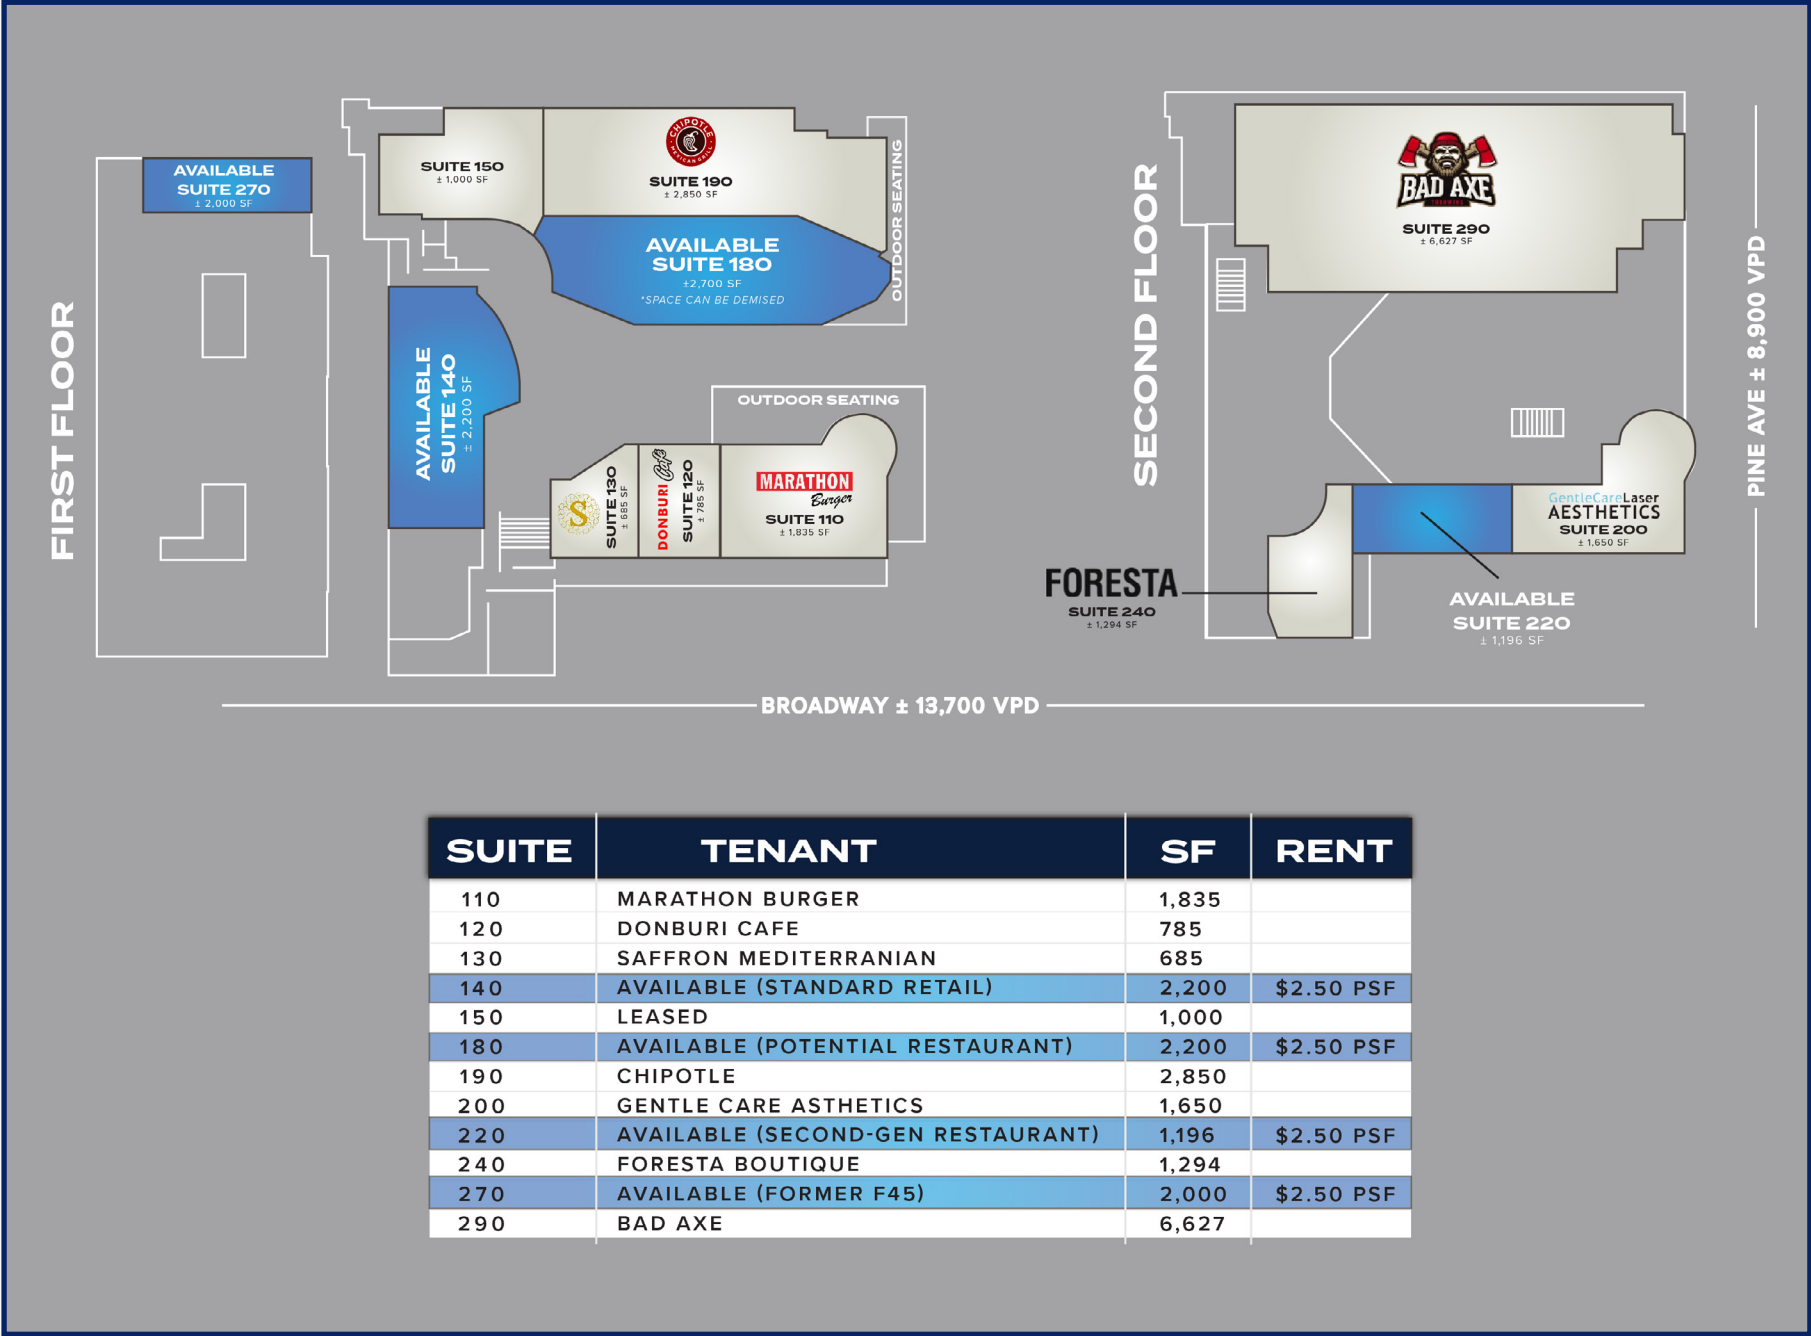 FIRST FLOOR
AVAILABLE
SUITE 270
± 2,000 SF
SUITE 150
± 1,000 SF
CHIPOTLE
MEXICAN GRILL
SUITE 190
± 2,850 SF
OUTDOOR SEATING
AVAILABLE
SUITE 180
±2,700 SF
*SPACE CAN BE DEMISED
AVAILABLE
SUITE 140
± 2,200 SF
OUTDOOR SEATING
S
SUITE 130
± 685 SF
DONBURI Café
SUITE 120
± 785 SF
MARATHON
Burger
SUITE 110
± 1,835 SF
SECOND FLOOR
BAD AXE
THROWING
SUITE 290
± 6,627 SF
GentleCareLaser
AESTHETICS
SUITE 200
± 1,650 SF
FORESTA
SUITE 240
± 1,294 SF
AVAILABLE
SUITE 220
± 1,196 SF
PINE AVE ± 8,900 VPD
BROADWAY ± 13,700 VPD
SUITE TENANT SF RENT
110 MARATHON BURGER 1,835
120 DONBURI CAFE 785
130 SAFFRON MEDITERRANIAN 685
140 AVAILABLE (STANDARD RETAIL) 2,200 $2.50 PSF
150 LEASED 1,000
180 AVAILABLE (POTENTIAL RESTAURANT) 2,200 $2.50 PSF
190 CHIPOTLE 2,850
200 GENTLE CARE ASTHETICS 1,650
220 AVAILABLE (SECOND-GEN RESTAURANT) 1,196 $2.50 PSF
240 FORESTA BOUTIQUE 1,294
270 AVAILABLE (FORMER F45) 2,000 $2.50 PSF
290 BAD AXE 6,627